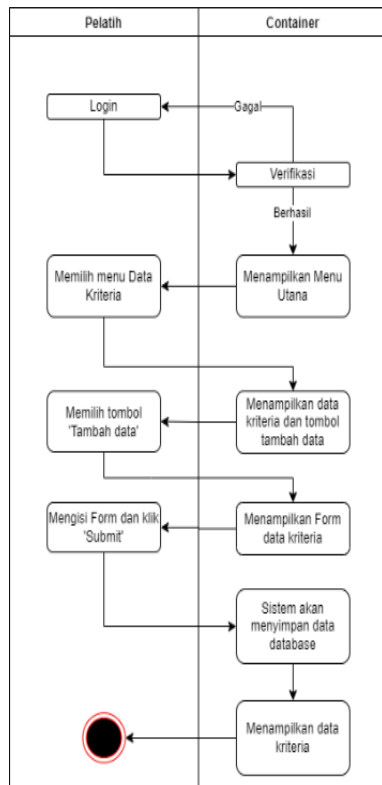 Pelatih
Container
Login
Gagal
Verifikasi
Berhasil
Memilih menu Data
Kriteria
Menampilkan Menu
Utana
Memilih tombol
'Tambah data'
Menampilkan data
kriteria dan tombol
tambah data
Mengisi Form dan klik
'Submit'
Menampilkan Form
data kriteria
Sistem akan
menyimpan data
database
Menampilkan data
kriteria